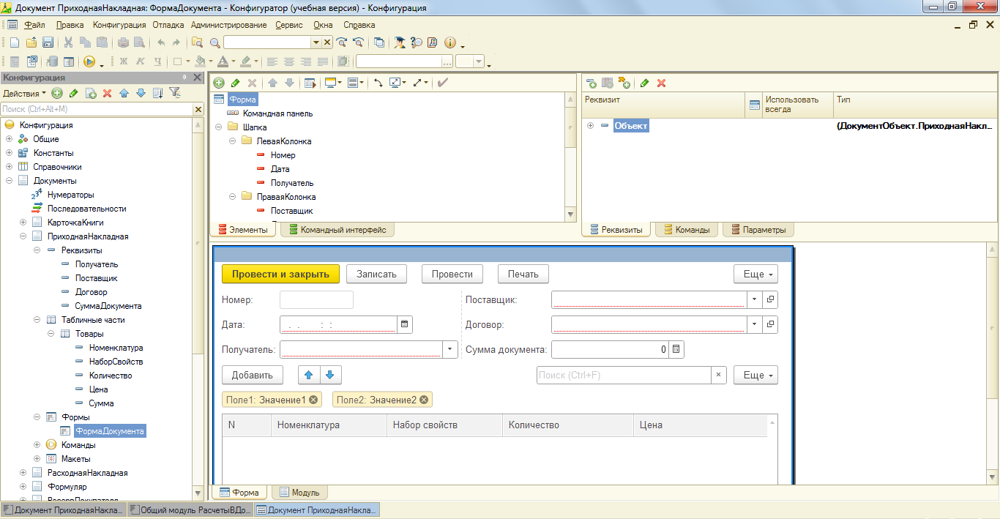 Документ ПриходнаяНакладная: ФормаДокумента - Конфигуратор (учебная версия) - Конфигурация
Файл Правка Конфигурация Отладка Администрирование Сервис Окна Справка
Ж К Ч
Конфигурация
Действия
Поиск (Ctrl+Alt+M)
Конфигурация
Общие
Константы
Справочники
Документы
Нумераторы
Последовательности
КарточкаКниги
ПриходнаяНакладная
Реквизиты
Получатель
Поставщик
Договор
СуммаДокумента
Табличные части
Товары
Номенклатура
НаборСвойств
Количество
Цена
Сумма
Формы
ФормаДокумента
Команды
Макеты
РасходнаяНакладная
Формуляр
Форма
Командная панель
Шапка
ЛеваяКолонка
Номер
Дата
Получатель
ПраваяКолонка
Поставщик
Элементы Командный интерфейс
Реквизит Использовать всегда Тип
Объект (ДокументОбъект.ПриходнаяНакл...
Реквизиты Команды Параметры
Провести и закрыть Записать Провести Печать Еще
Номер: Поставщик:
Дата: . . : : Договор:
Получатель: Сумма документа: 0
Добавить Поиск (Ctrl+F) × Еще
Поле1: Значение1 Поле2: Значение2
N Номенклатура Набор свойств Количество Цена
Форма Модуль
Документ ПриходнаяНакла... Общий модуль РасчетыВДо... Документ ПриходнаяНакла...